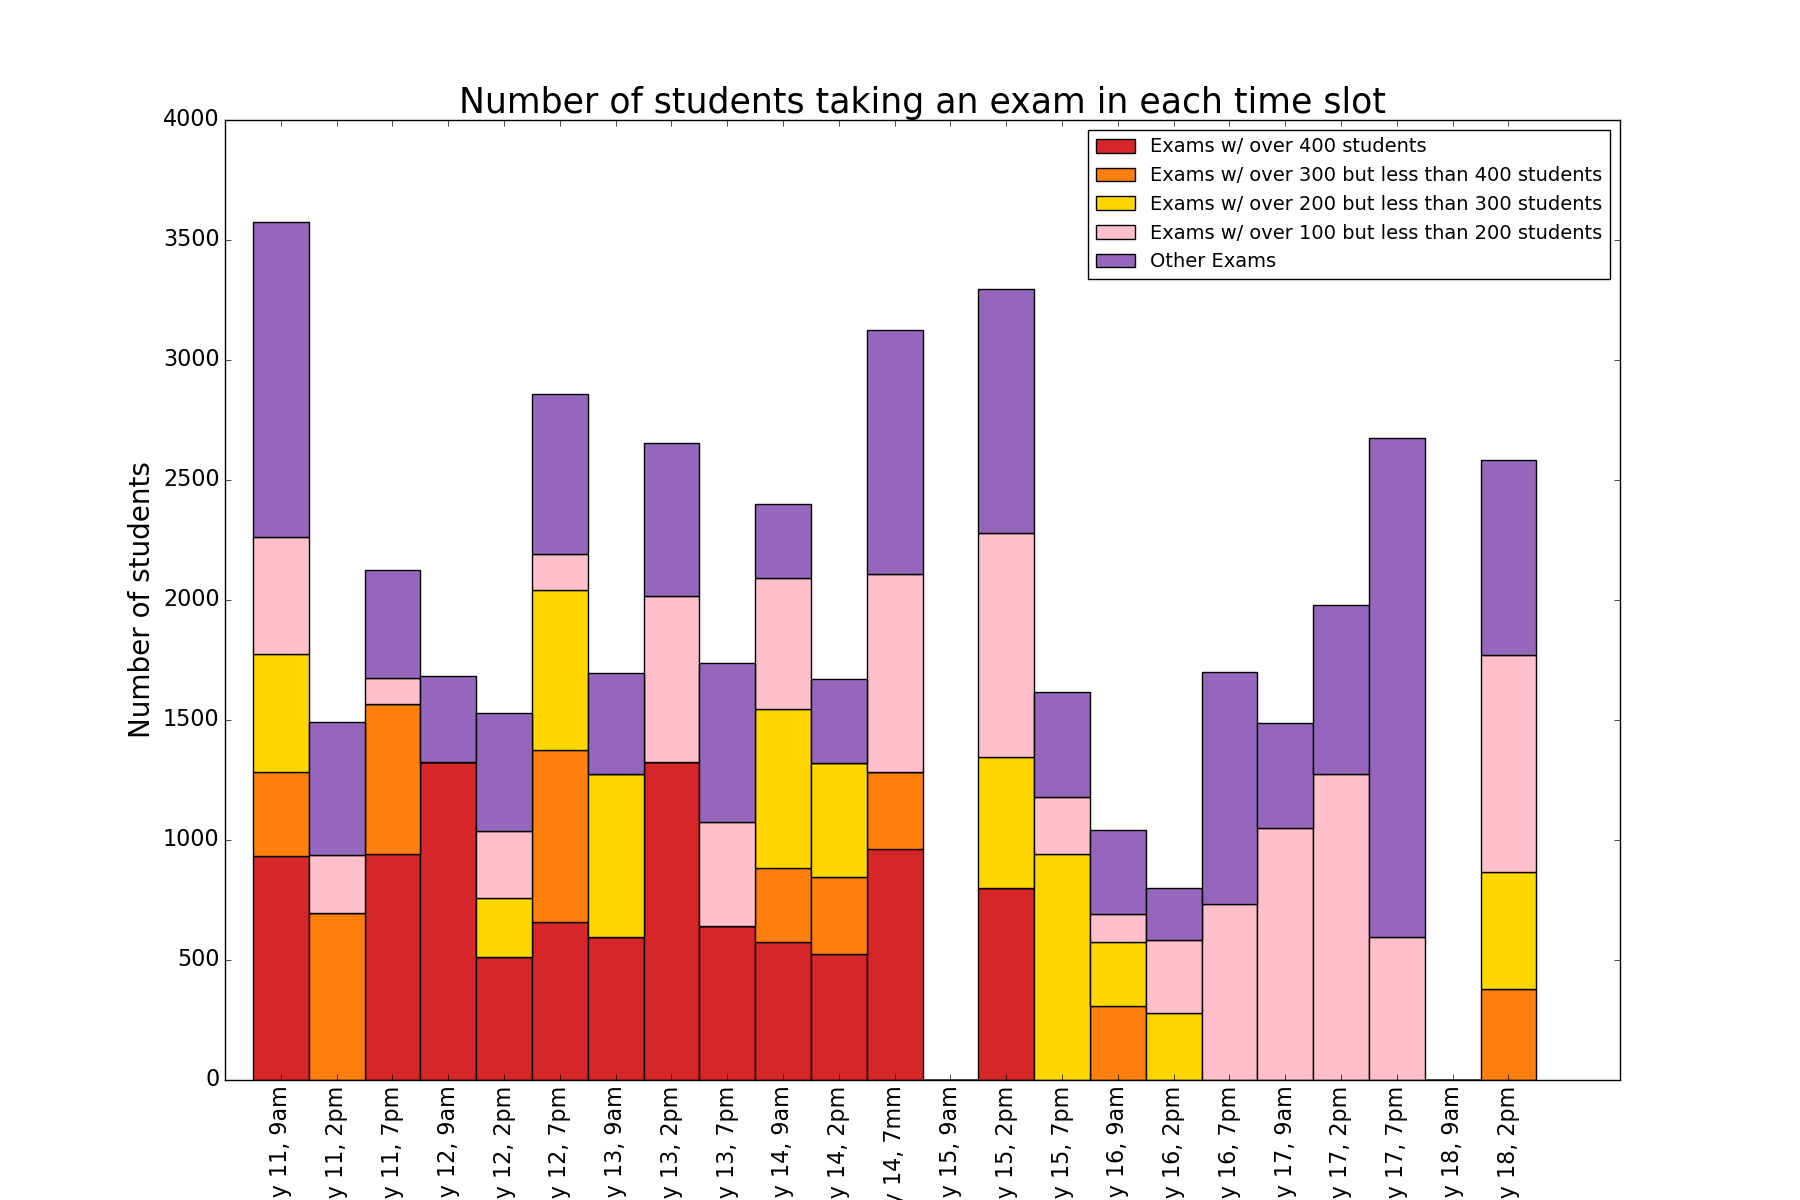 Number of students taking an exam in each time slot
4000
3500
3000
2500
2000
1500
1000
500
0
Number of students
Exams w/ over 400 students
Exams w/ over 300 but less than 400 students
Exams w/ over 200 but less than 300 students
Exams w/ over 100 but less than 200 students
Other Exams
y 11, 9am
y 11, 2pm
y 11, 7pm
y 12, 9am
y 12, 2pm
y 12, 7pm
y 13, 9am
y 13, 2pm
y 13, 7pm
y 14, 9am
y 14, 2pm
y 14, 7mm
y 15, 9am
y 15, 2pm
y 15, 7pm
y 16, 9am
y 16, 2pm
y 16, 7pm
y 17, 9am
y 17, 2pm
y 17, 7pm
y 18, 9am
y 18, 2pm